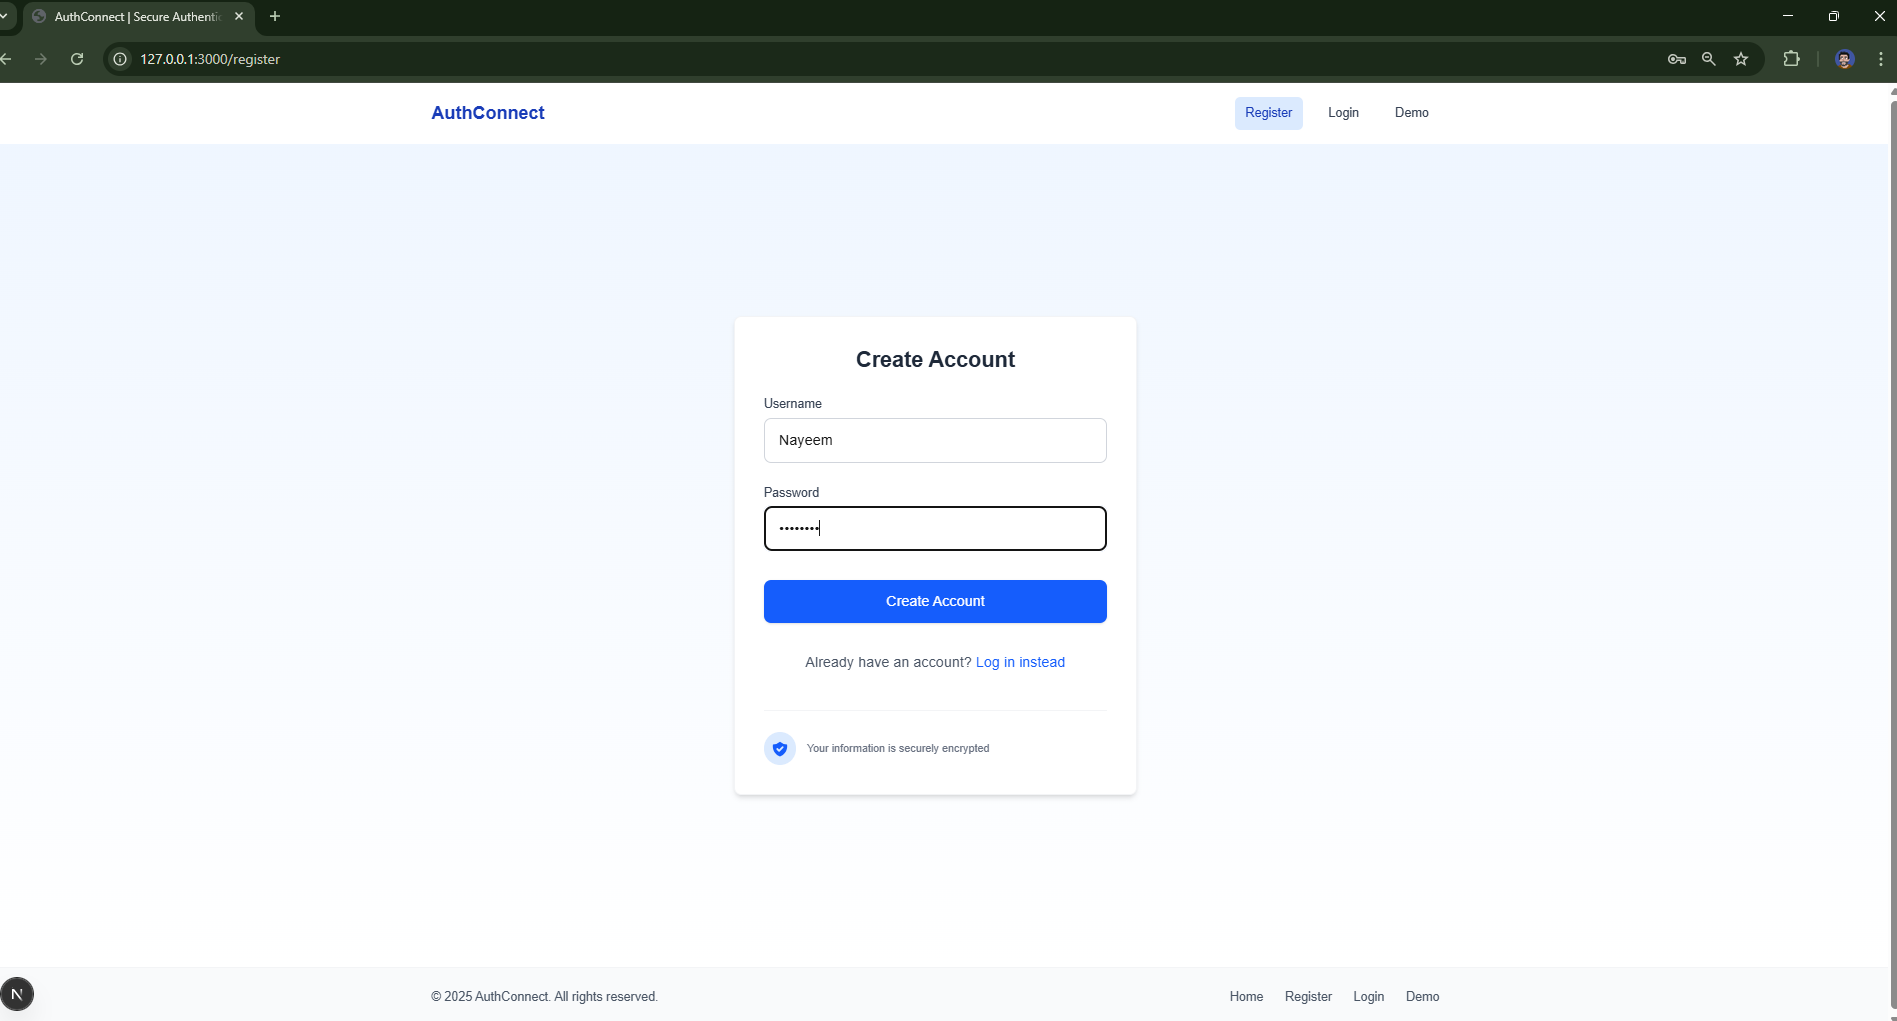 AuthConnect | Secure Authentic
127.0.0.1:3000/register
AuthConnect
Register Login Demo
Create Account
Username
Nayeem
Password
••••••••
Create Account
Already have an account? Log in instead
Your information is securely encrypted
N
© 2025 AuthConnect. All rights reserved.
Home Register Login Demo